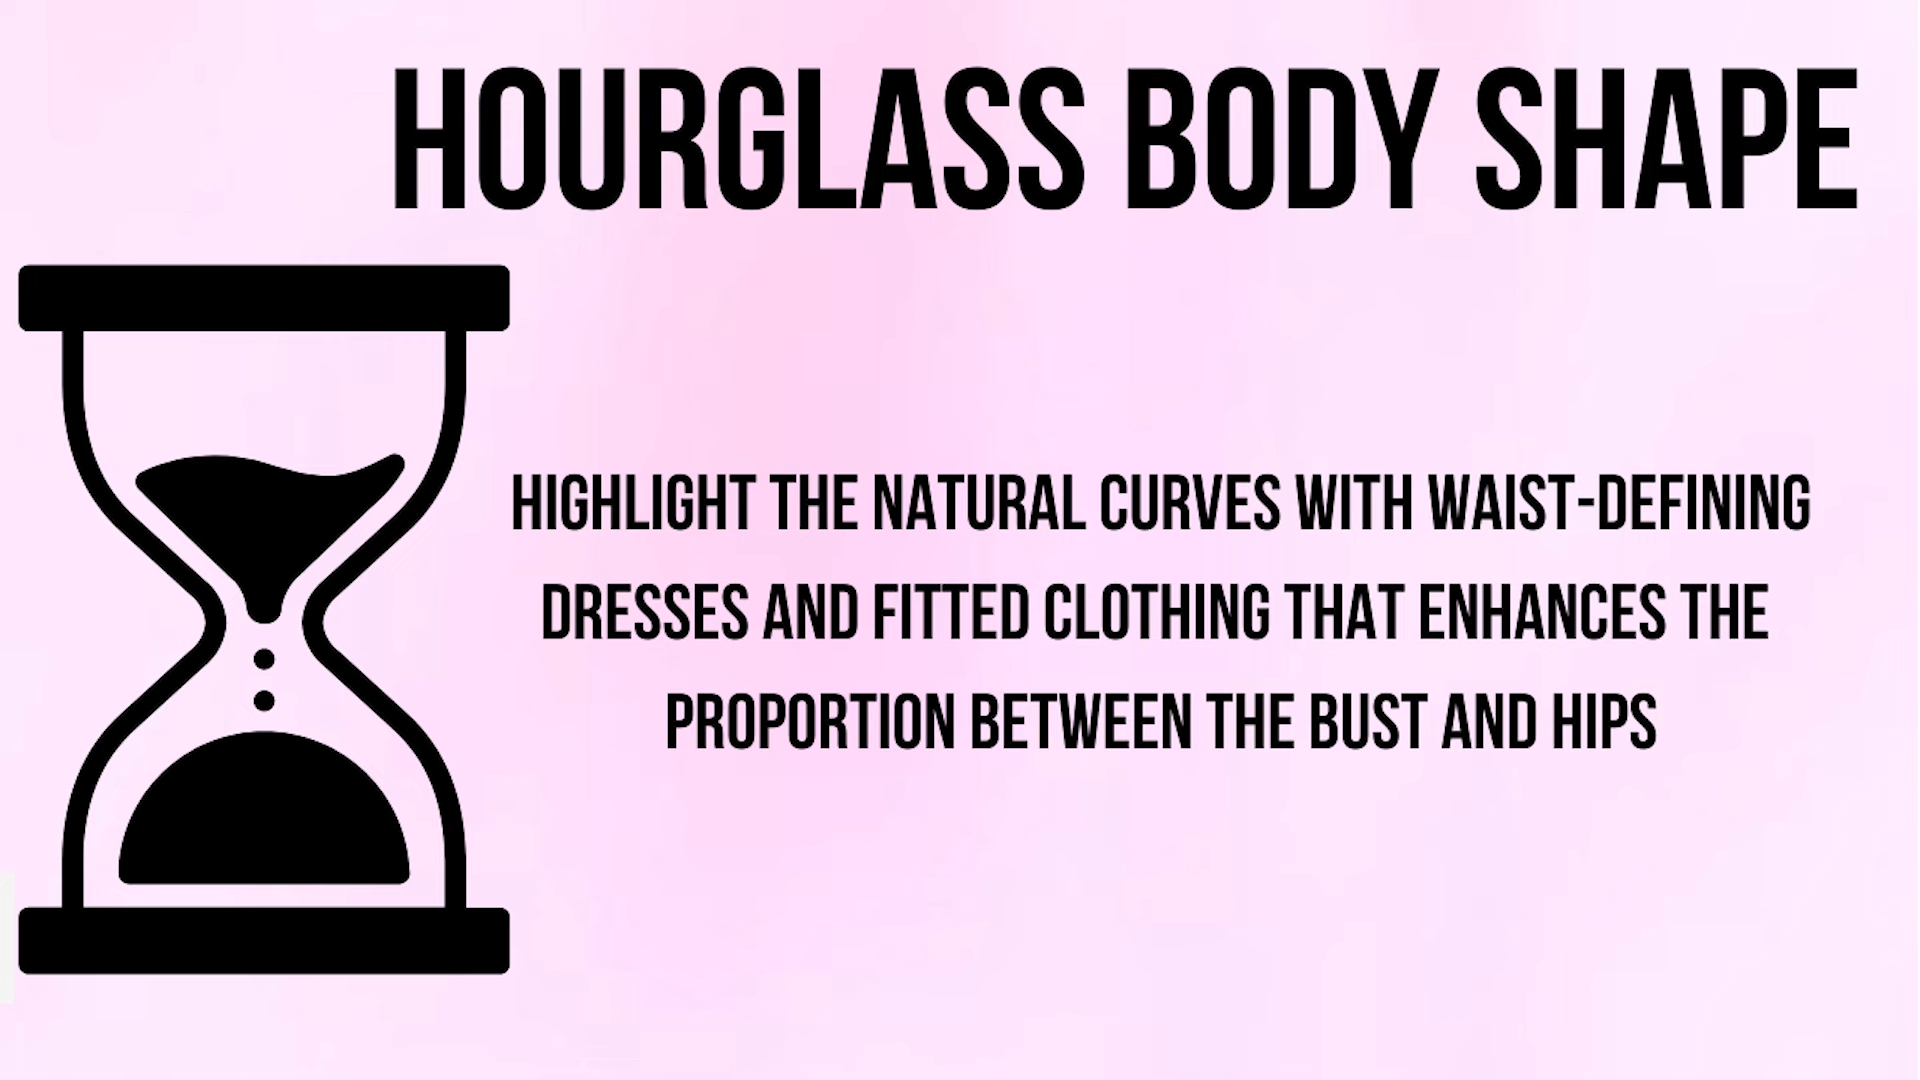 HOURGLASS BODY SHAPE
HIGHLIGHT THE NATURAL CURVES WITH WAIST-DEFINING
DRESSES AND FITTED CLOTHING THAT ENHANCES THE
PROPORTION BETWEEN THE BUST AND HIPS